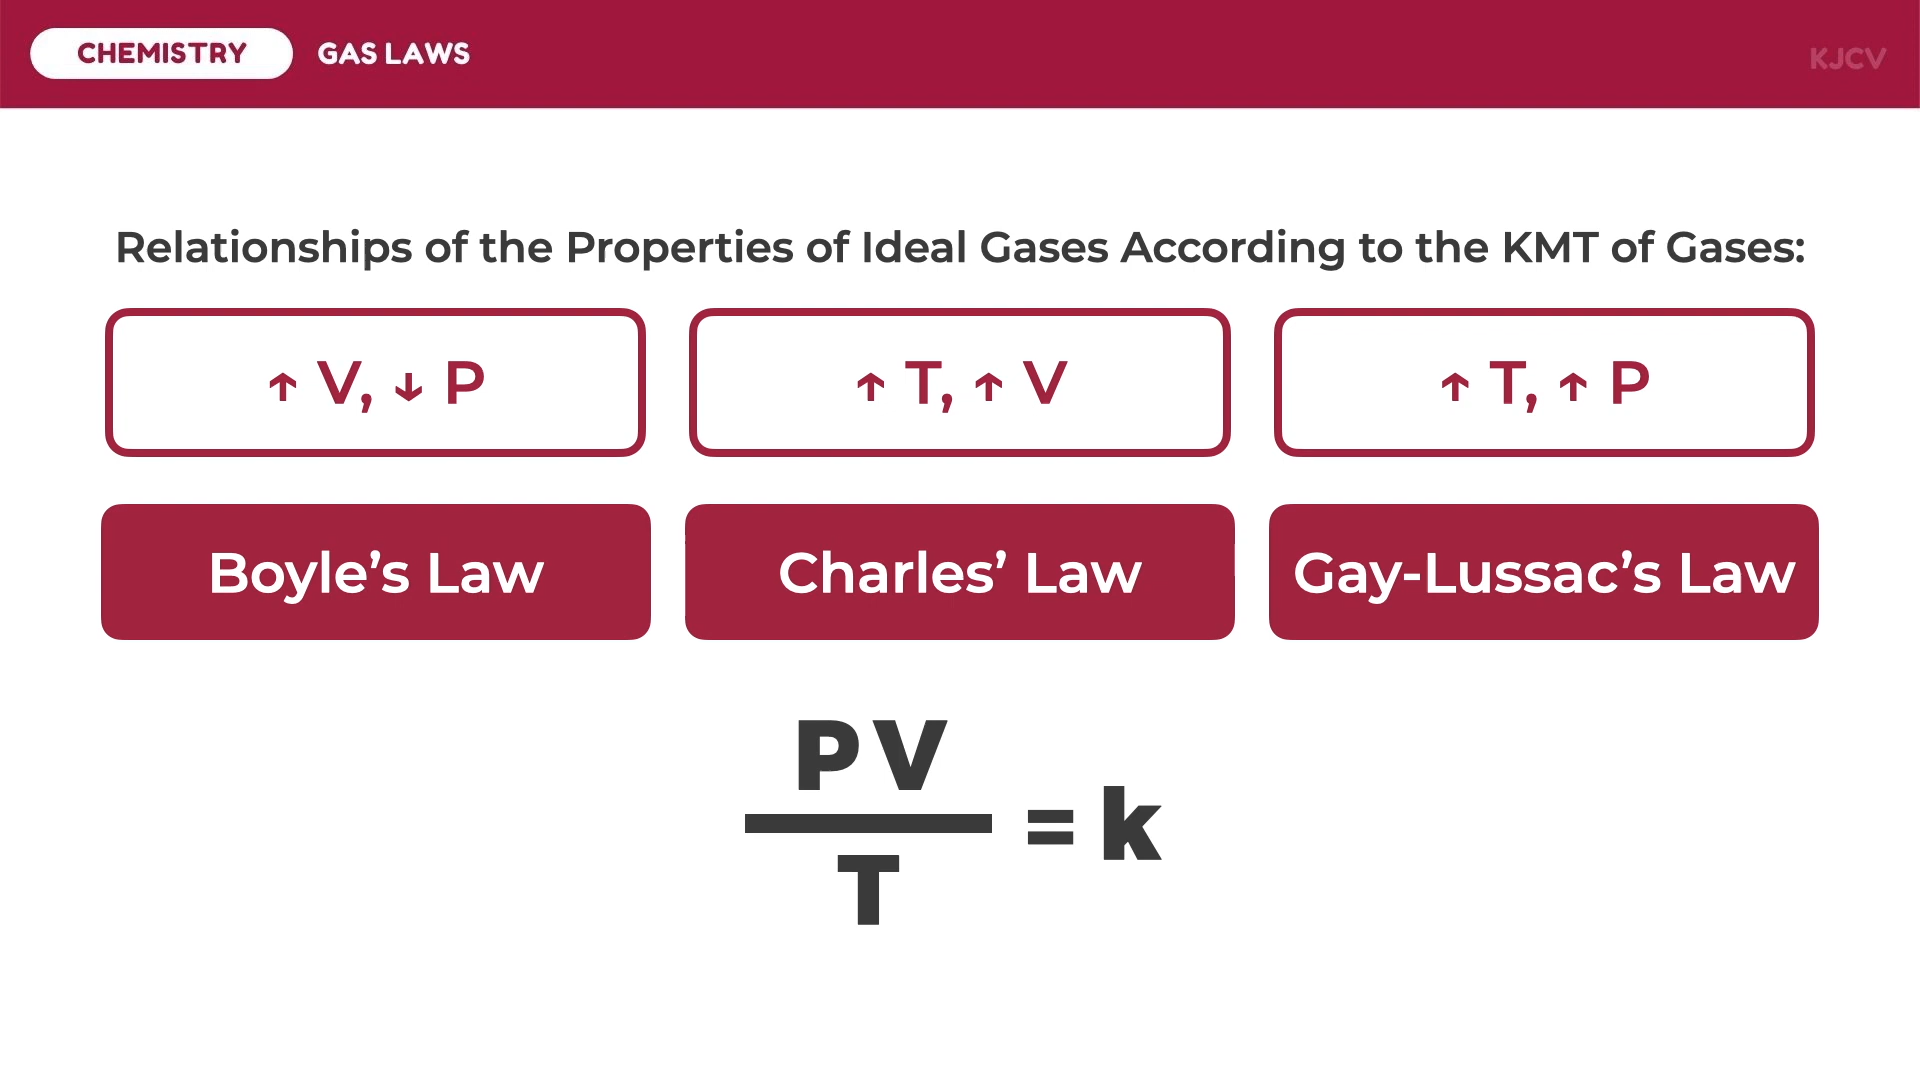 CHEMISTRY GAS LAWS KJCV
Relationships of the Properties of Ideal Gases According to the KMT of Gases:
↑ V, ↓ P
↑ T, ↑ V
↑ T, ↑ P
Boyle’s Law
Charles’ Law
Gay-Lussac’s Law
PV
= k
T